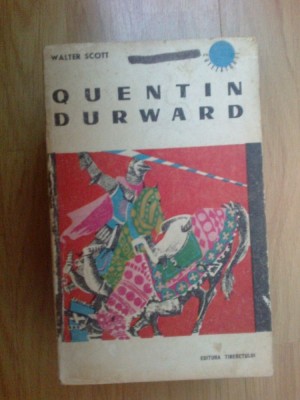 WALTER SCOTT
QUENTIN
DURWARD
EDITURA TINERETULUI